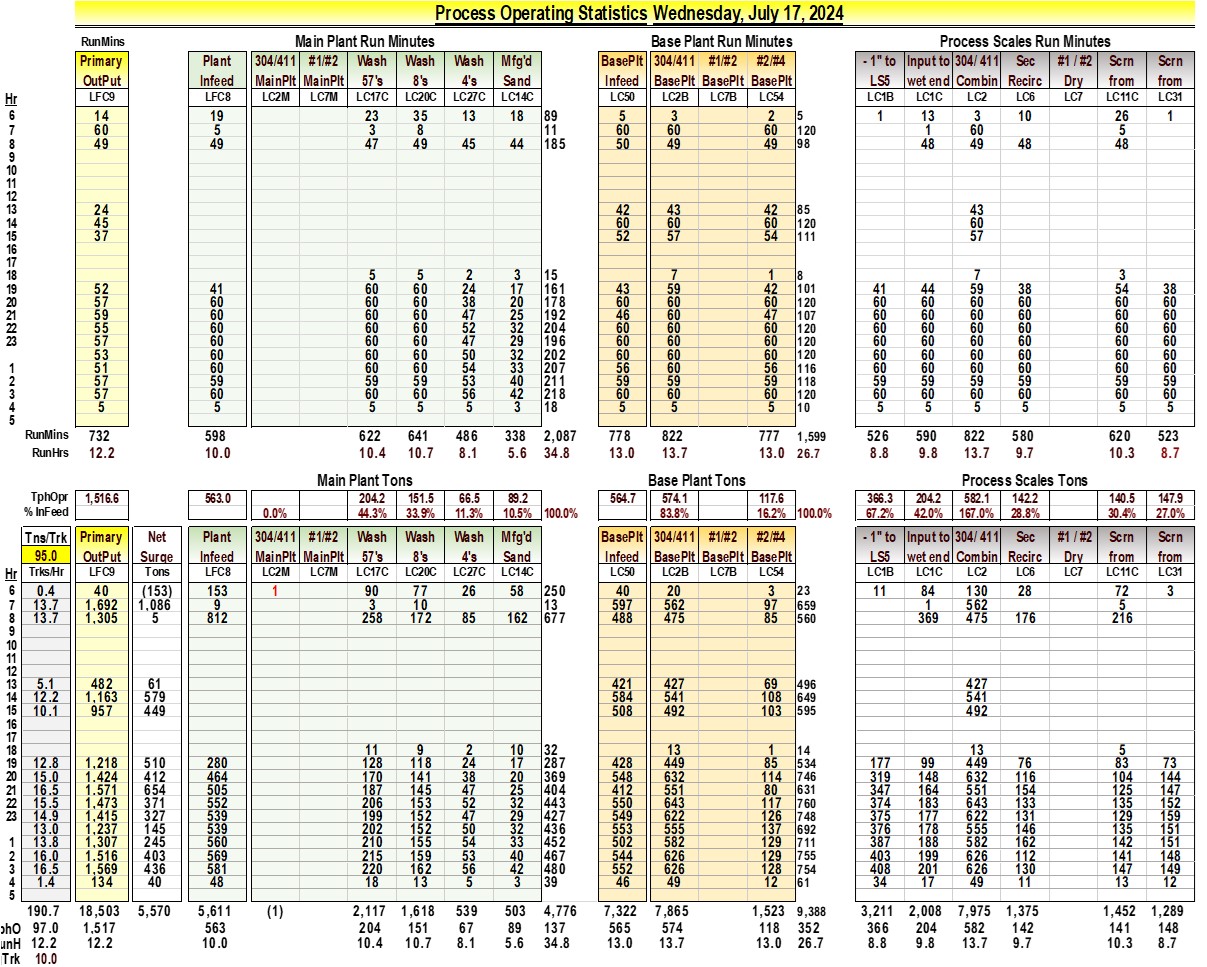 Process Operating Statistics Wednesday, July 17, 2024
RunMins Main Plant Run Minutes Base Plant Run Minutes Process Scales Run Minutes
Primary Plant 304/411 #1/#2 Wash Wash Wash Mfg'd BasePlt 304/411 #1/#2 #2/#4 - 1" to Input to 304/ 411 Sec #1 / #2 Scrn Scrn
OutPut Infeed MainPlt MainPlt 57's 8's 4's Sand Infeed BasePlt BasePlt BasePlt LS5 wet end Combin Recirc Dry from from
Hr LFC9 LFC8 LC2M LC7M LC17C LC20C LC27C LC14C LC50 LC2B LC7B LC54 LC1B LC1C LC2 LC6 LC7 LC11C LC31
6 14 19 23 35 13 18 89 5 3 2 5 1 13 3 10 26 1
7 60 5 3 8 11 60 60 60 120 1 60 5
8 49 49 47 49 45 44 185 50 49 49 98 48 49 48 48
9
10
11
12
13 24 42 43 42 85 43
14 45 60 60 60 120 60
15 37 52 57 54 111 57
16
17
18 5 5 2 3 15 7 1 8 7 3
19 52 41 60 60 24 17 161 43 59 42 101 41 44 59 38 54 38
20 57 60 60 60 38 20 178 60 60 60 120 60 60 60 60 60 60
21 59 60 60 60 47 25 192 46 60 47 107 60 60 60 60 60 60
22 55 60 60 60 52 32 204 60 60 60 120 60 60 60 60 60 60
23 57 60 60 60 47 29 196 60 60 60 120 60 60 60 60 60 60
53 60 60 60 50 32 202 60 60 60 120 60 60 60 60 60 60
1 51 60 60 60 54 33 207 56 60 56 116 60 60 60 60 60 60
2 57 59 59 59 53 40 211 59 59 59 118 59 59 59 59 59 59
3 57 60 60 60 56 42 218 60 60 60 120 60 60 60 60 60 60
4 5 5 5 5 5 3 18 5 5 5 10 5 5 5 5 5 5
5
RunMins 732 598 622 641 486 338 2,087 778 822 777 1,599 526 590 822 580 620 523
RunHrs 12.2 10.0 10.4 10.7 8.1 5.6 34.8 13.0 13.7 13.0 26.7 8.8 9.8 13.7 9.7 10.3 8.7
Main Plant Tons Base Plant Tons Process Scales Tons
TphOpr 1,516.6 563.0 204.2 151.5 66.5 89.2 564.7 574.1 117.6 366.3 204.2 582.1 142.2 140.5 147.9
% InFeed 0.0% 44.3% 33.9% 11.3% 10.5% 100.0% 83.8% 16.2% 100.0% 67.2% 42.0% 167.0% 28.8% 30.4% 27.0%
Tns/Trk Primary Net Plant 304/411 #1/#2 Wash Wash Wash Mfg'd BasePlt 304/411 #1/#2 #2/#4 - 1" to Input to 304/ 411 Sec #1 / #2 Scrn Scrn
95.0 OutPut Surge Infeed MainPlt MainPlt 57's 8's 4's Sand Infeed BasePlt BasePlt BasePlt LS5 wet end Combin Recirc Dry from from
Hr Trks/Hr LFC9 Tons LFC8 LC2M LC7M LC17C LC20C LC27C LC14C LC50 LC2B LC7B LC54 LC1B LC1C LC2 LC6 LC7 LC11C LC31
6 0.4 40 (153) 153 1 90 77 26 58 250 40 20 3 23 11 84 130 28 72 3
7 13.7 1,692 1,086 9 3 10 13 597 562 97 659 1 562 5
8 13.7 1,305 5 812 258 172 85 162 677 488 475 85 560 369 475 176 216
9
10
11
12
13 5.1 482 61 421 427 69 496 427
14 12.2 1,163 579 584 541 108 649 541
15 10.1 957 449 508 492 103 595 492
16
17
18 11 9 2 10 32 13 1 14 13 5
19 12.8 1,218 510 280 128 118 24 17 287 428 449 85 534 177 99 449 76 83 73
20 15.0 1,424 412 464 170 141 38 20 369 548 632 114 746 319 148 632 116 104 144
21 16.5 1,571 654 505 187 145 47 25 404 412 551 80 631 347 164 551 154 125 147
22 15.5 1,473 371 552 206 153 52 32 443 550 643 117 760 374 183 643 133 135 152
23 14.9 1,415 327 539 199 152 47 29 427 549 622 126 748 375 177 622 131 129 159
13.0 1,237 145 539 202 152 50 32 436 553 555 137 692 376 178 555 146 135 151
1 13.8 1,307 245 560 210 155 54 33 452 502 582 129 711 387 188 582 162 142 151
2 16.0 1,516 403 569 215 159 53 40 467 544 626 129 755 403 199 626 112 141 148
3 16.5 1,569 436 581 220 162 56 42 480 552 626 128 754 408 201 626 130 147 149
4 1.4 134 40 48 18 13 5 3 39 46 49 12 61 34 17 49 11 13 12
5
190.7 18,503 5,570 5,611 (1) 2,117 1,618 539 503 4,776 7,322 7,865 1,523 9,388 3,211 2,008 7,975 1,375 1,452 1,289
phO 97.0 1,517 563 204 151 67 89 137 565 574 118 352 366 204 582 142 141 148
unH 12.2 12.2 10.0 10.4 10.7 8.1 5.6 34.8 13.0 13.7 13.0 26.7 8.8 9.8 13.7 9.7 10.3 8.7
Trk 10.0